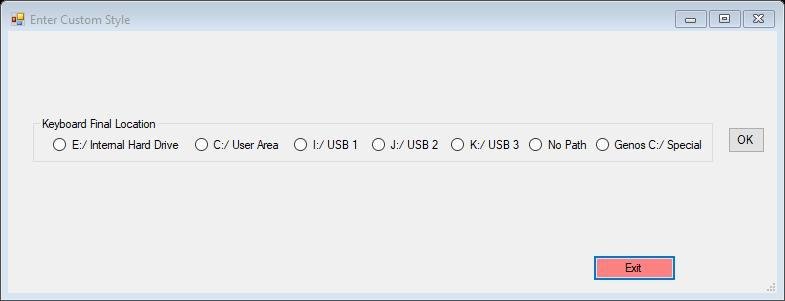 Enter Custom Style
Keyboard Final Location
E:/ Internal Hard Drive C:/ User Area I:/ USB 1 J:/ USB 2 K:/ USB 3 No Path Genos C:/ Special OK
Exit